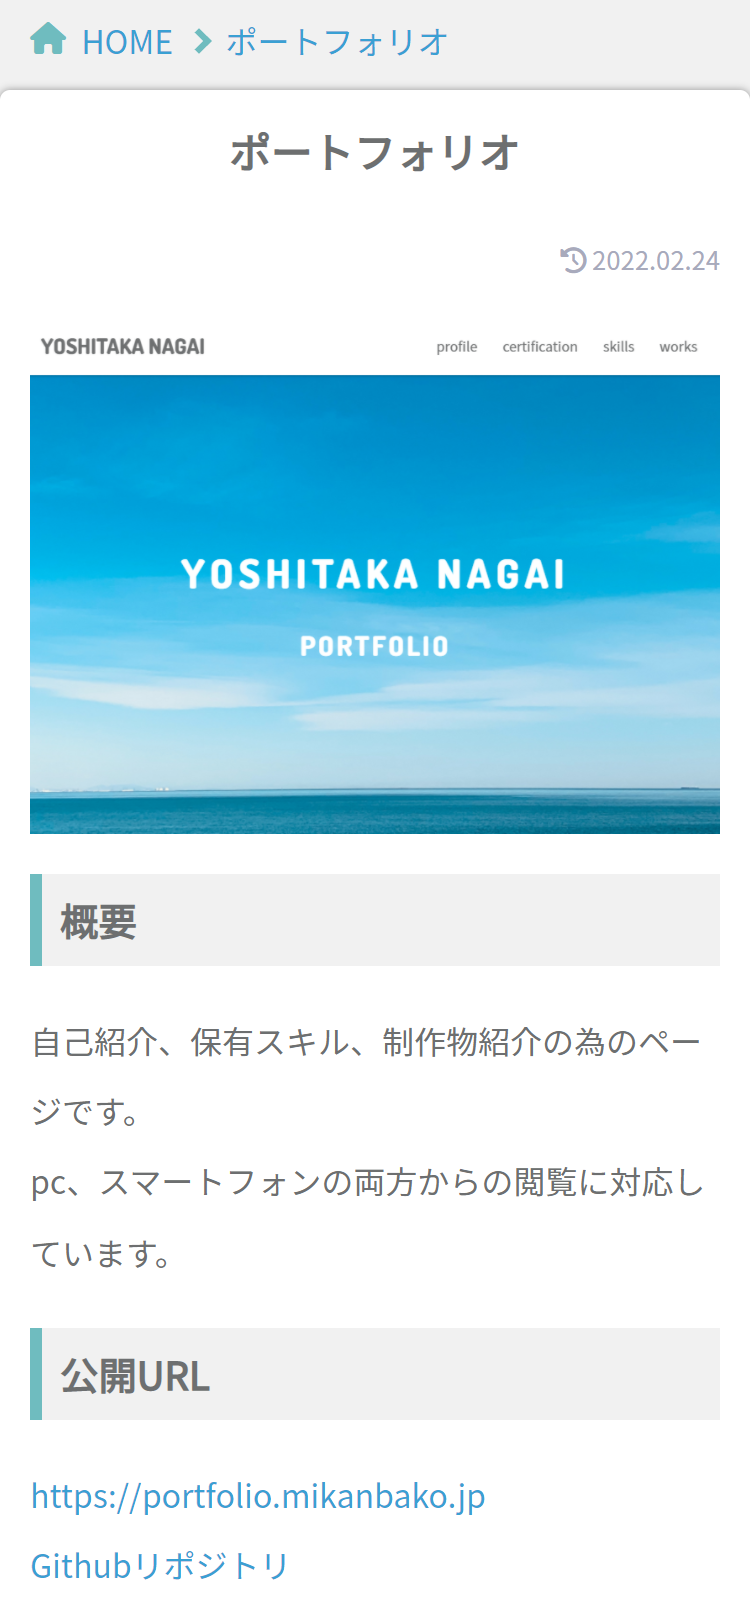 HOME ポートフォリオ
ポートフォリオ
2022.02.24
YOSHITAKA NAGAI profile certification skills works
YOSHITAKA NAGAI
PORTFOLIO
概要
自己紹介、保有スキル、制作物紹介の為のペー
ジです。
pc、スマートフォンの両方からの閲覧に対応し
ています。
公開URL
https://portfolio.mikanbako.jp
Githubリポジトリ